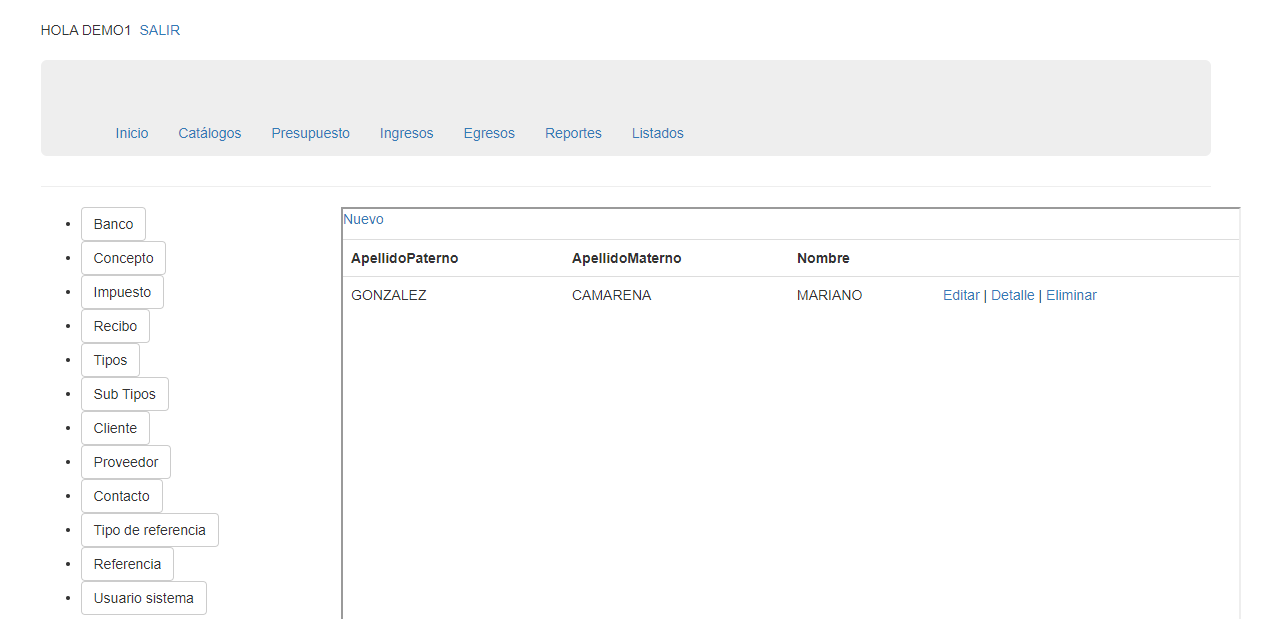 HOLA DEMO1 SALIR
Inicio Catálogos Presupuesto Ingresos Egresos Reportes Listados
Banco
Concepto
Impuesto
Recibo
Tipos
Sub Tipos
Cliente
Proveedor
Contacto
Tipo de referencia
Referencia
Usuario sistema
Nuevo
ApellidoPaterno ApellidoMaterno Nombre
GONZALEZ CAMARENA MARIANO Editar | Detalle | Eliminar